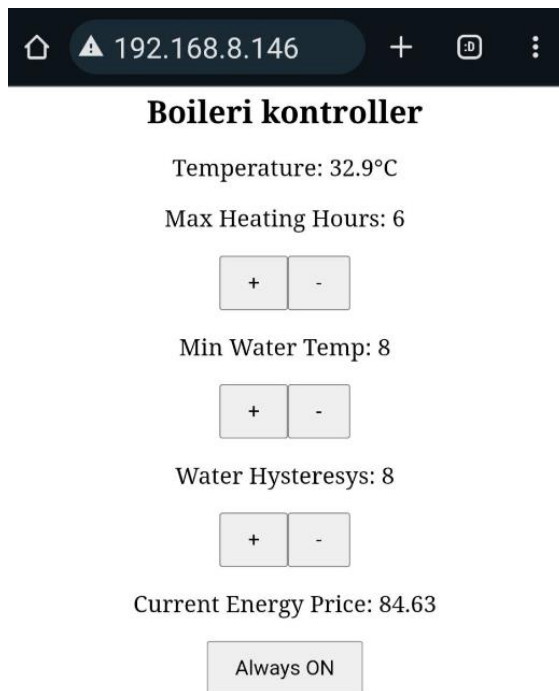 192.168.8.146
:D
Boileri kontroller
Temperature: 32.9°C
Max Heating Hours: 6
+ -
Min Water Temp: 8
+ -
Water Hysteresys: 8
+ -
Current Energy Price: 84.63
Always ON